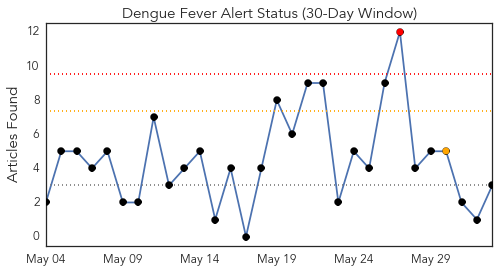 Dengue Fever Alert Status (30-Day Window)
Articles Found
12
10
8
6
4
2
0
May 04
May 09
May 14
May 19
May 24
May 29